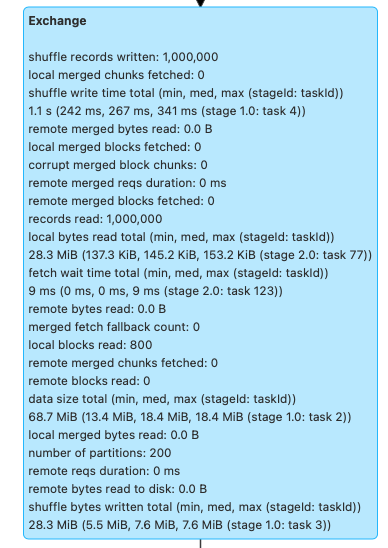 Exchange
shuffle records written: 1,000,000
local merged chunks fetched: 0
shuffle write time total (min, med, max (stageId: taskId))
1.1 s (242 ms, 267 ms, 341 ms (stage 1.0: task 4))
remote merged bytes read: 0.0 B
local merged blocks fetched: 0
corrupt merged block chunks: 0
remote merged reqs duration: 0 ms
remote merged blocks fetched: 0
records read: 1,000,000
local bytes read total (min, med, max (stageId: taskId))
28.3 MiB (137.3 KiB, 145.2 KiB, 153.2 KiB (stage 2.0: task 77))
fetch wait time total (min, med, max (stageId: taskId))
9 ms (0 ms, 0 ms, 9 ms (stage 2.0: task 123))
remote bytes read: 0.0 B
merged fetch fallback count: 0
local blocks read: 800
remote merged chunks fetched: 0
remote blocks read: 0
data size total (min, med, max (stageId: taskId))
68.7 MiB (13.4 MiB, 18.4 MiB, 18.4 MiB (stage 1.0: task 2))
local merged bytes read: 0.0 B
number of partitions: 200
remote reqs duration: 0 ms
remote bytes read to disk: 0.0 B
shuffle bytes written total (min, med, max (stageId: taskId))
28.3 MiB (5.5 MiB, 7.6 MiB, 7.6 MiB (stage 1.0: task 3))